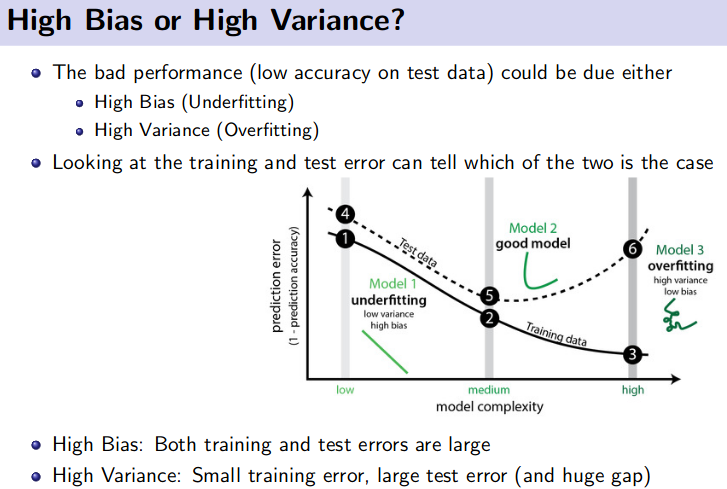 High Bias or High Variance?
The bad performance (low accuracy on test data) could be due either
High Bias (Underfitting)
High Variance (Overfitting)
Looking at the training and test error can tell which of the two is the case
prediction error
(1 - prediction accuracy)
4
1
Test data
Model 1
underfitting
low variance
high bias
Model 2
good model
5
2
Training data
6
3
Model 3
overfitting
high variance
low bias
low
medium
high
model complexity
High Bias: Both training and test errors are large
High Variance: Small training error, large test error (and huge gap)